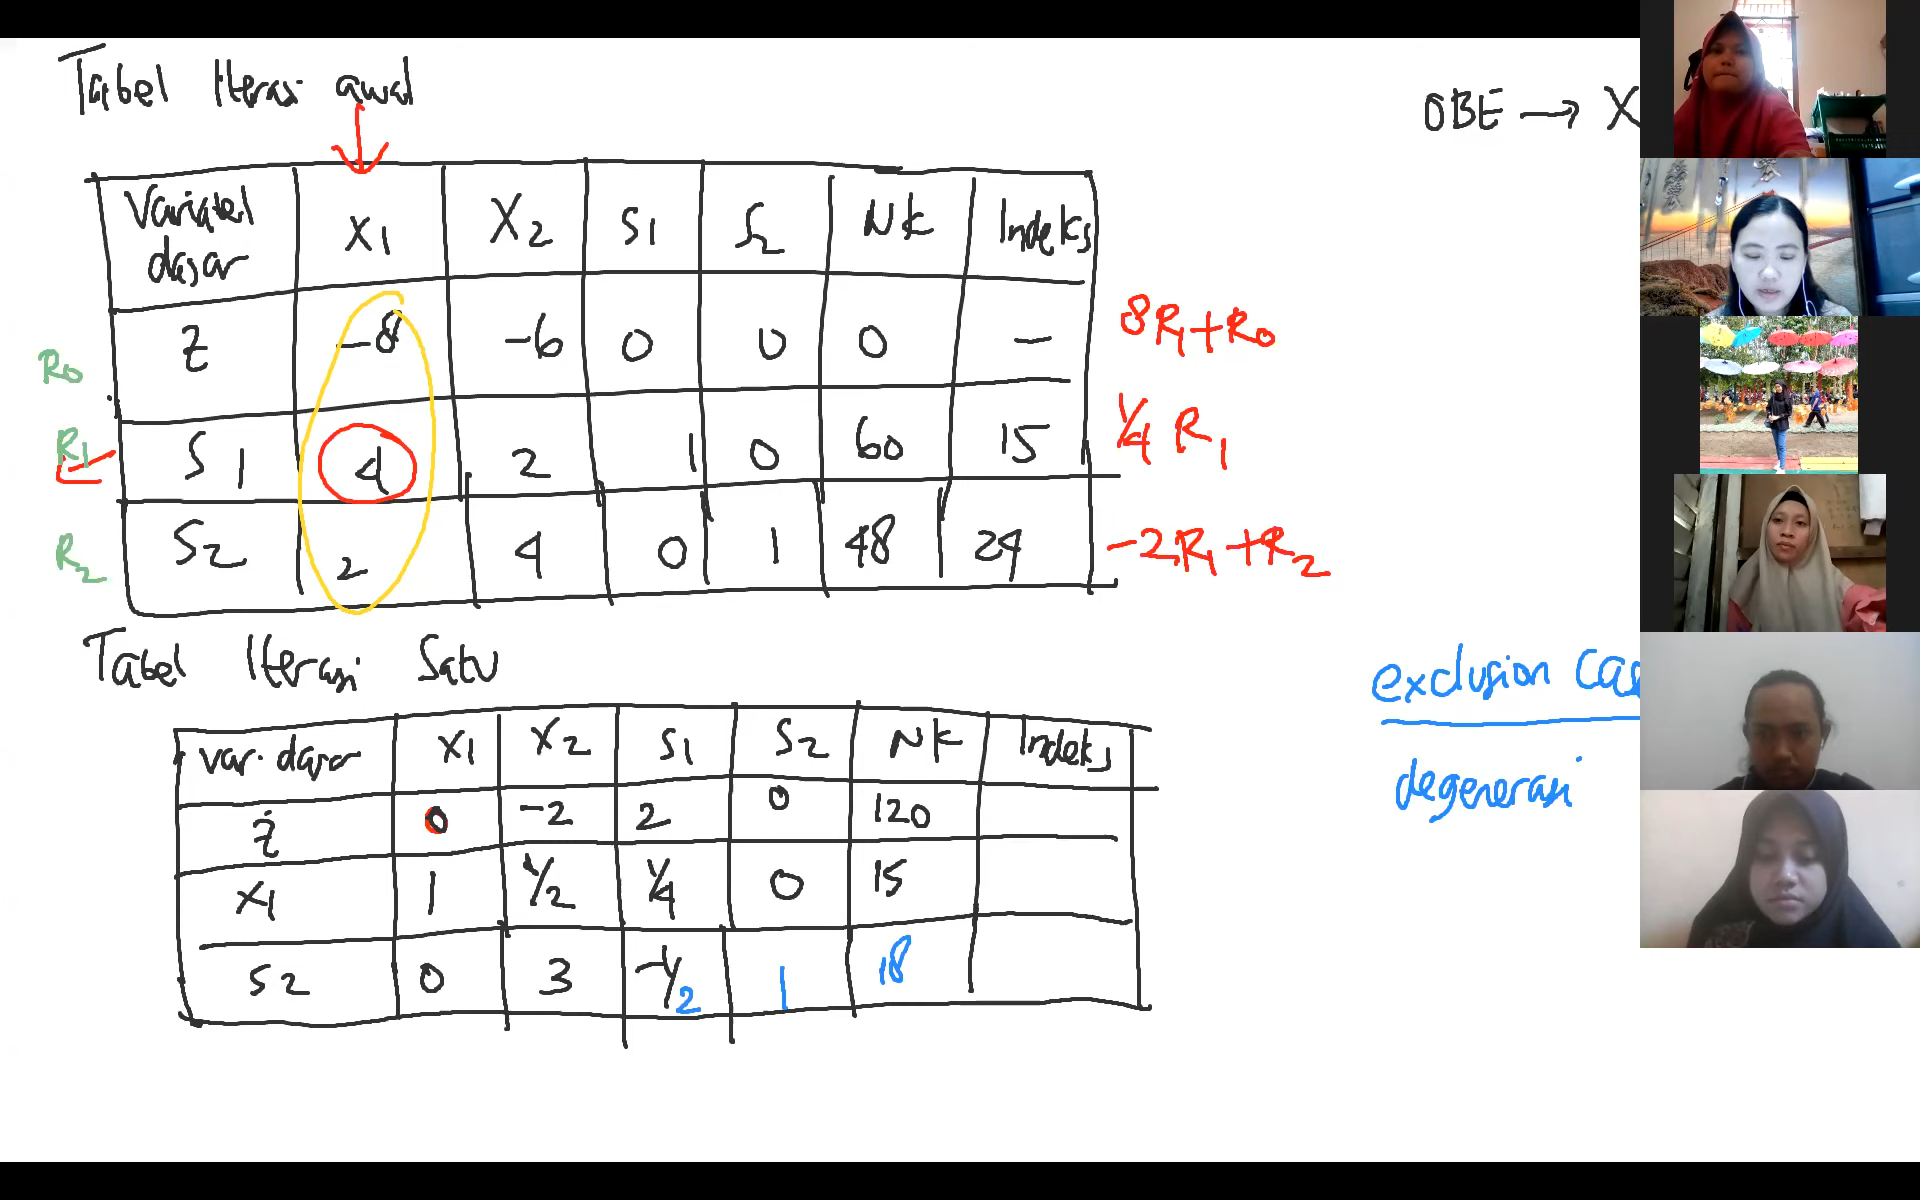 Tabel Iterasi awal
OBE → X
Variabel dasar X1 X2 S1 S2 NK Indeks
R0 Z -8 -6 0 0 0 - 8R1+R0
R1 S1 4 2 1 0 60 15 1/4 R1
R2 S2 2 4 0 1 48 24 -2R1+R2
Tabel Iterasi Satu
exclusion cas
degenerasi
var. dasar X1 X2 S1 S2 NK Indeks
Z 0 -2 2 0 120
X1 1 1/2 1/4 0 15
S2 0 3 -1/2 1 18